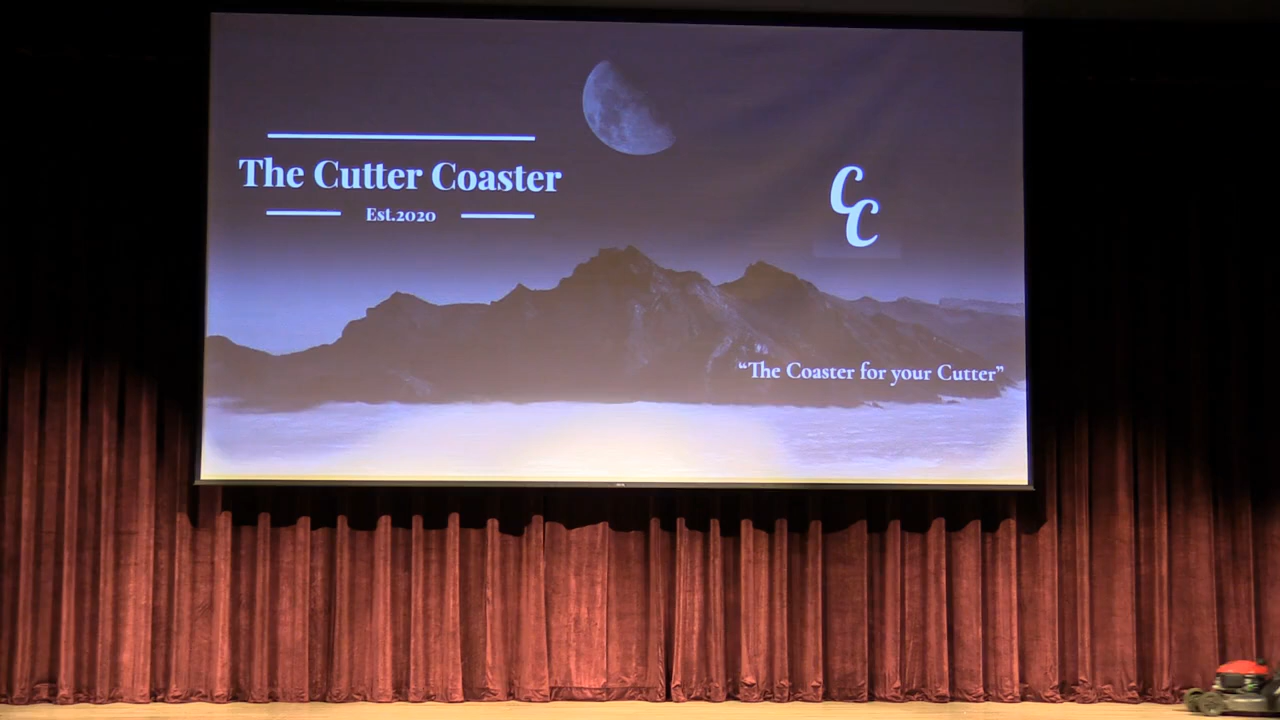 The Cutter Coaster
Est.2020
CC
“The Coaster for your Cutter”